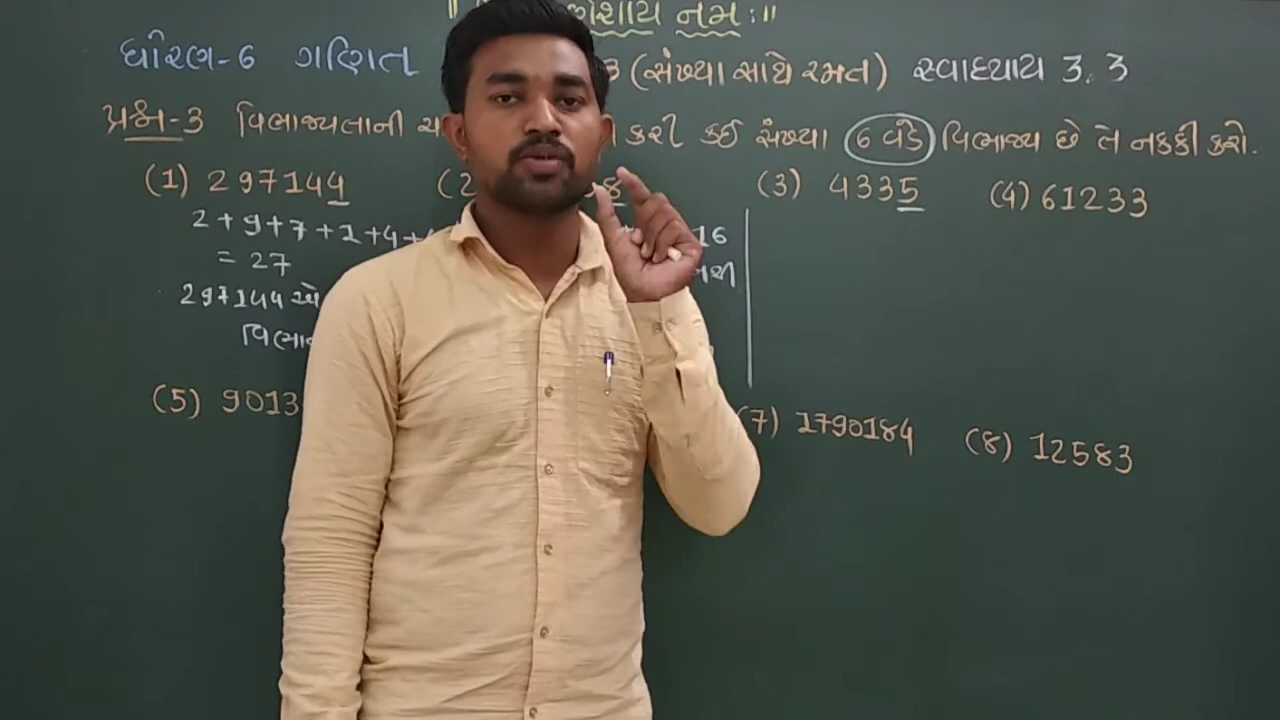 ॥ ણેશાય નમઃ॥
ધોરણ-6 ગણિત 3 (સંખ્યા સાથે રમત) સ્વાધ્યાય 3.3
પ્રશ્ન-3 વિભાજ્યતાની કરી કઈ સંખ્યા 6 વડે વિભાજ્ય છે તે નક્કી કરો.
(1) 297144 (2 8 (3) 4335 (4) 61233
2+9+7+1+4+ 16
= 27
297144 એ
(5) 9013 (7) 1790184 (8) 12583